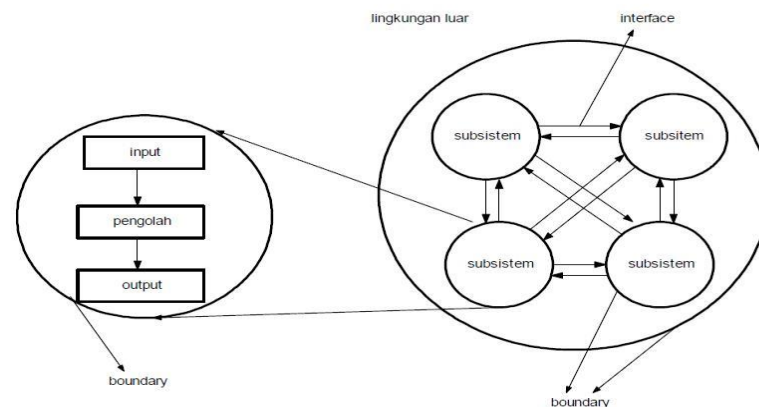 lingkungan luar
interface
subsistem
subsitem
input
pengolah
subsistem
subsistem
output
boundary
boundary